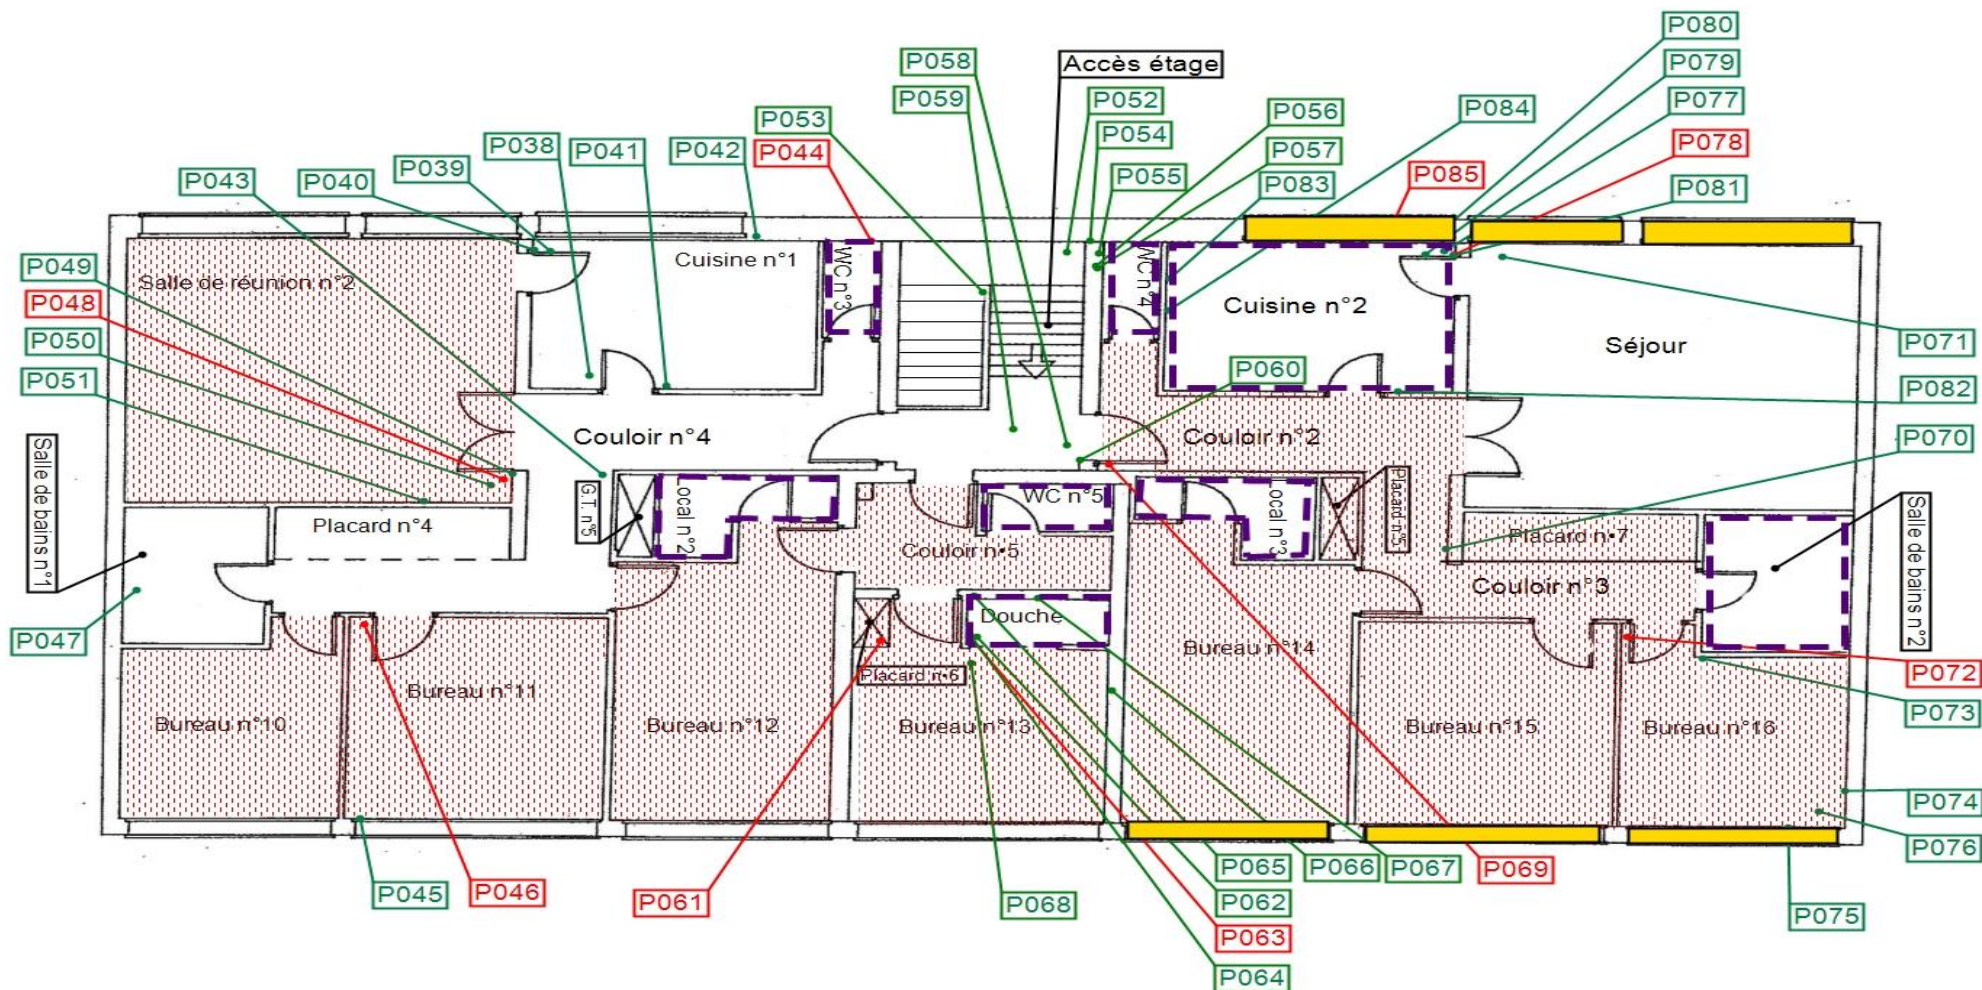 P080
P058
Accès étage
P079
P059
P052
P077
P084
P056
P053
P054
P078
P038
P041
P042
P044
P057
P039
P055
P085
P040
P043
P083
P081
WC n°3
WC n°4
Cuisine n°1
P049
Salle de réunion n°2
P048
Cuisine n°2
P050
Séjour
P071
P051
P060
P082
Couloir n°4
Couloir n°2
P070
Salle de bains n°1
G.T. n°5
Local n°2
WC n°5
Local n°3
Placard n°5
Salle de bains n°2
Placard n°4
Couloir n•5
Placard n•7
Couloir n°3
P047
Douche
Bureau n°14
Placard n•6
P072
Bureau n°11
P073
Bureau n°10
Bureau n°12
Bureau n°13
Bureau n°15
Bureau n°16
P074
P076
P065
P066
P067
P069
P045
P046
P061
P068
P062
P075
P063
P064